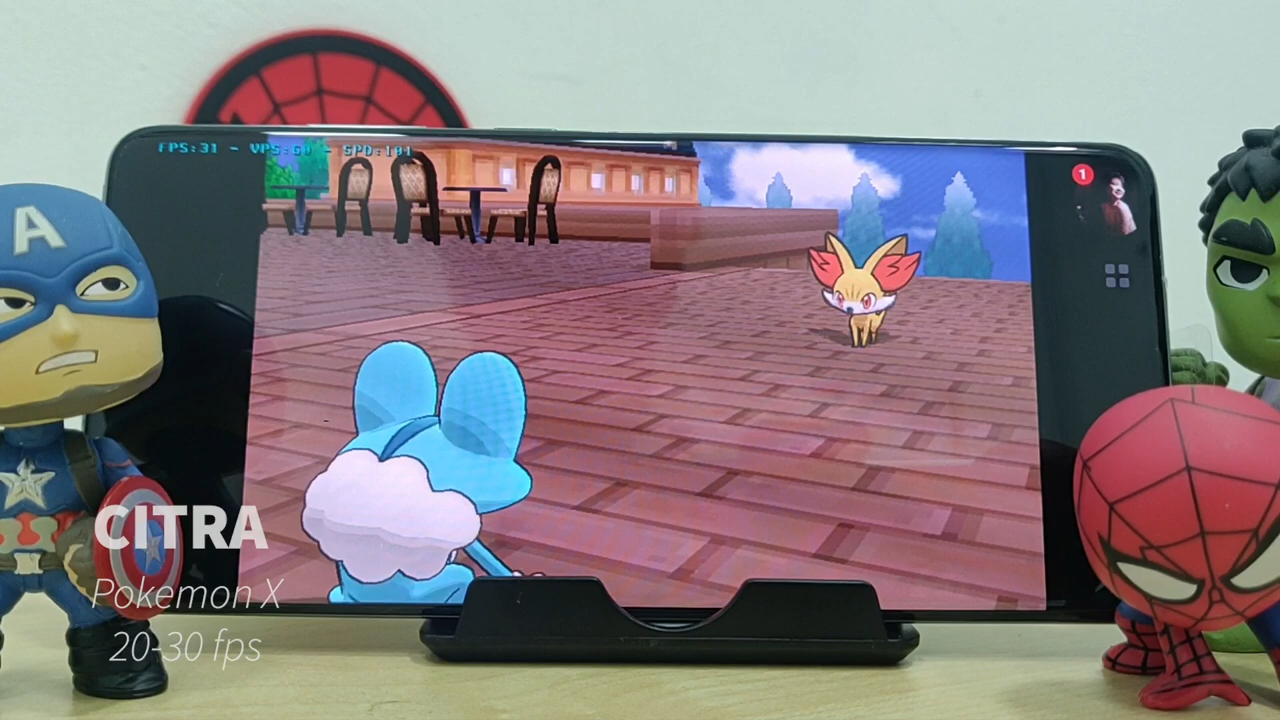 FPS:31 - VPS:60 - SPD:101
1
A
CITRA
Pokemon X
20-30 fps